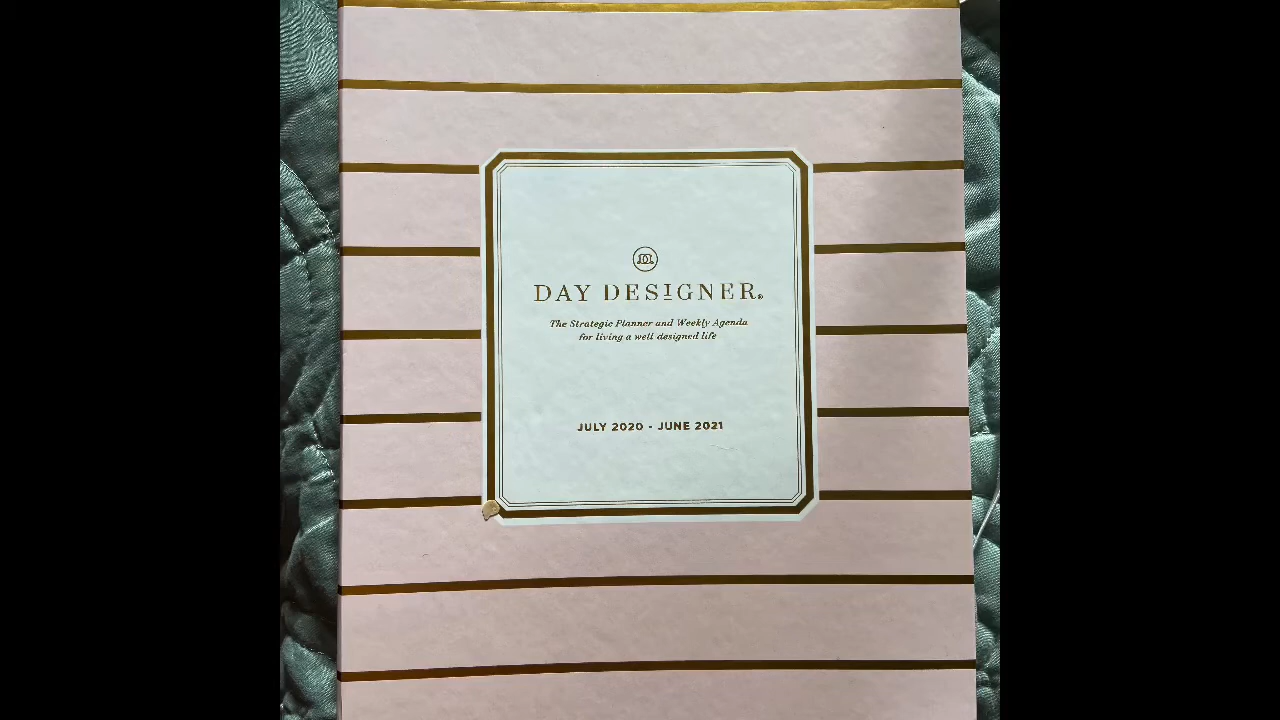 DAY DESIGNER®
The Strategic Planner and Weekly Agenda
for living a well designed life
JULY 2020 - JUNE 2021